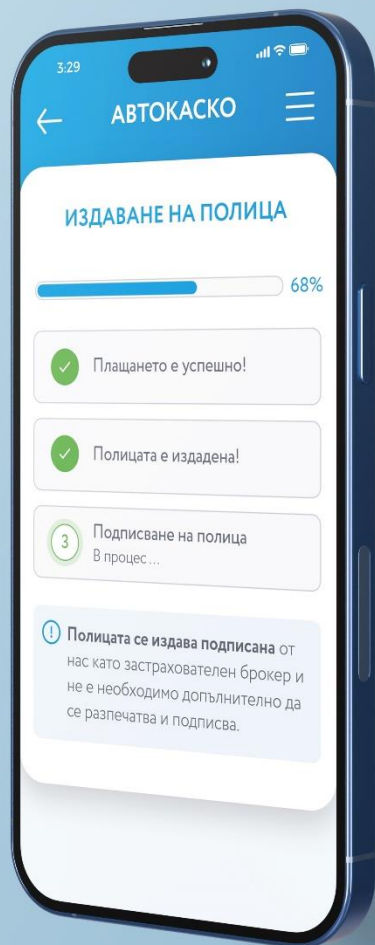 3:29
АВТОКАСКО
ИЗДАВАНЕ НА ПОЛИЦА
68%
Плащането е успешно!
Полицата е издадена!
3
Подписване на полица
В процес ...
Полицата се издава подписана от
нас като застрахователен брокер и
не е необходимо допълнително да
се разпечатва и подписва.